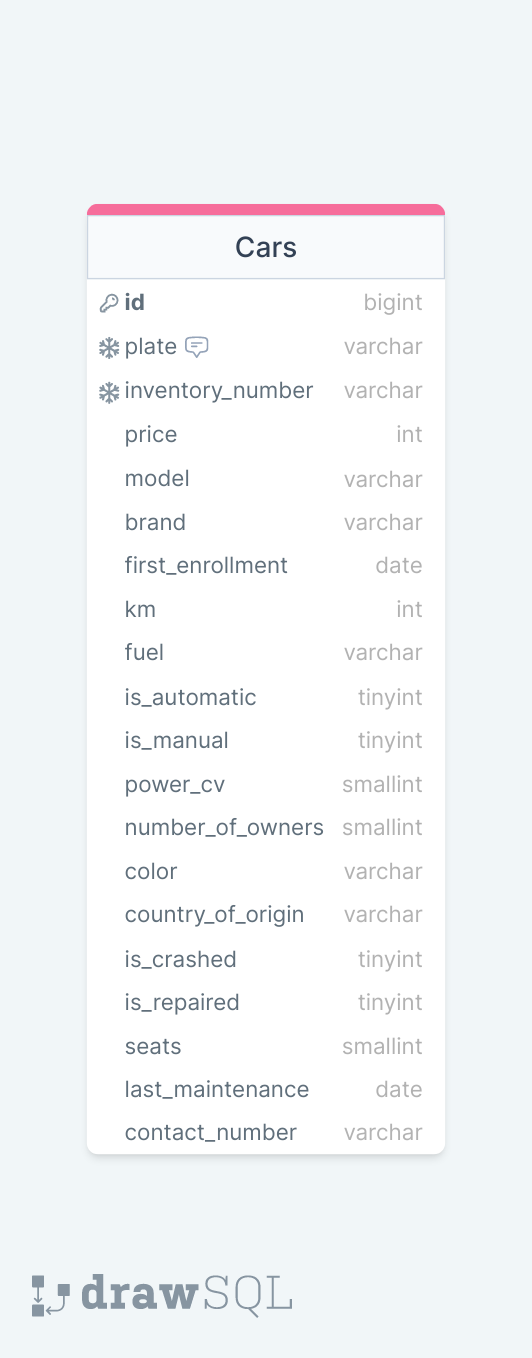 Cars
id bigint
plate varchar
inventory_number varchar
price int
model varchar
brand varchar
first_enrollment date
km int
fuel varchar
is_automatic tinyint
is_manual tinyint
power_cv smallint
number_of_owners smallint
color varchar
country_of_origin varchar
is_crashed tinyint
is_repaired tinyint
seats smallint
last_maintenance date
contact_number varchar
drawSQL